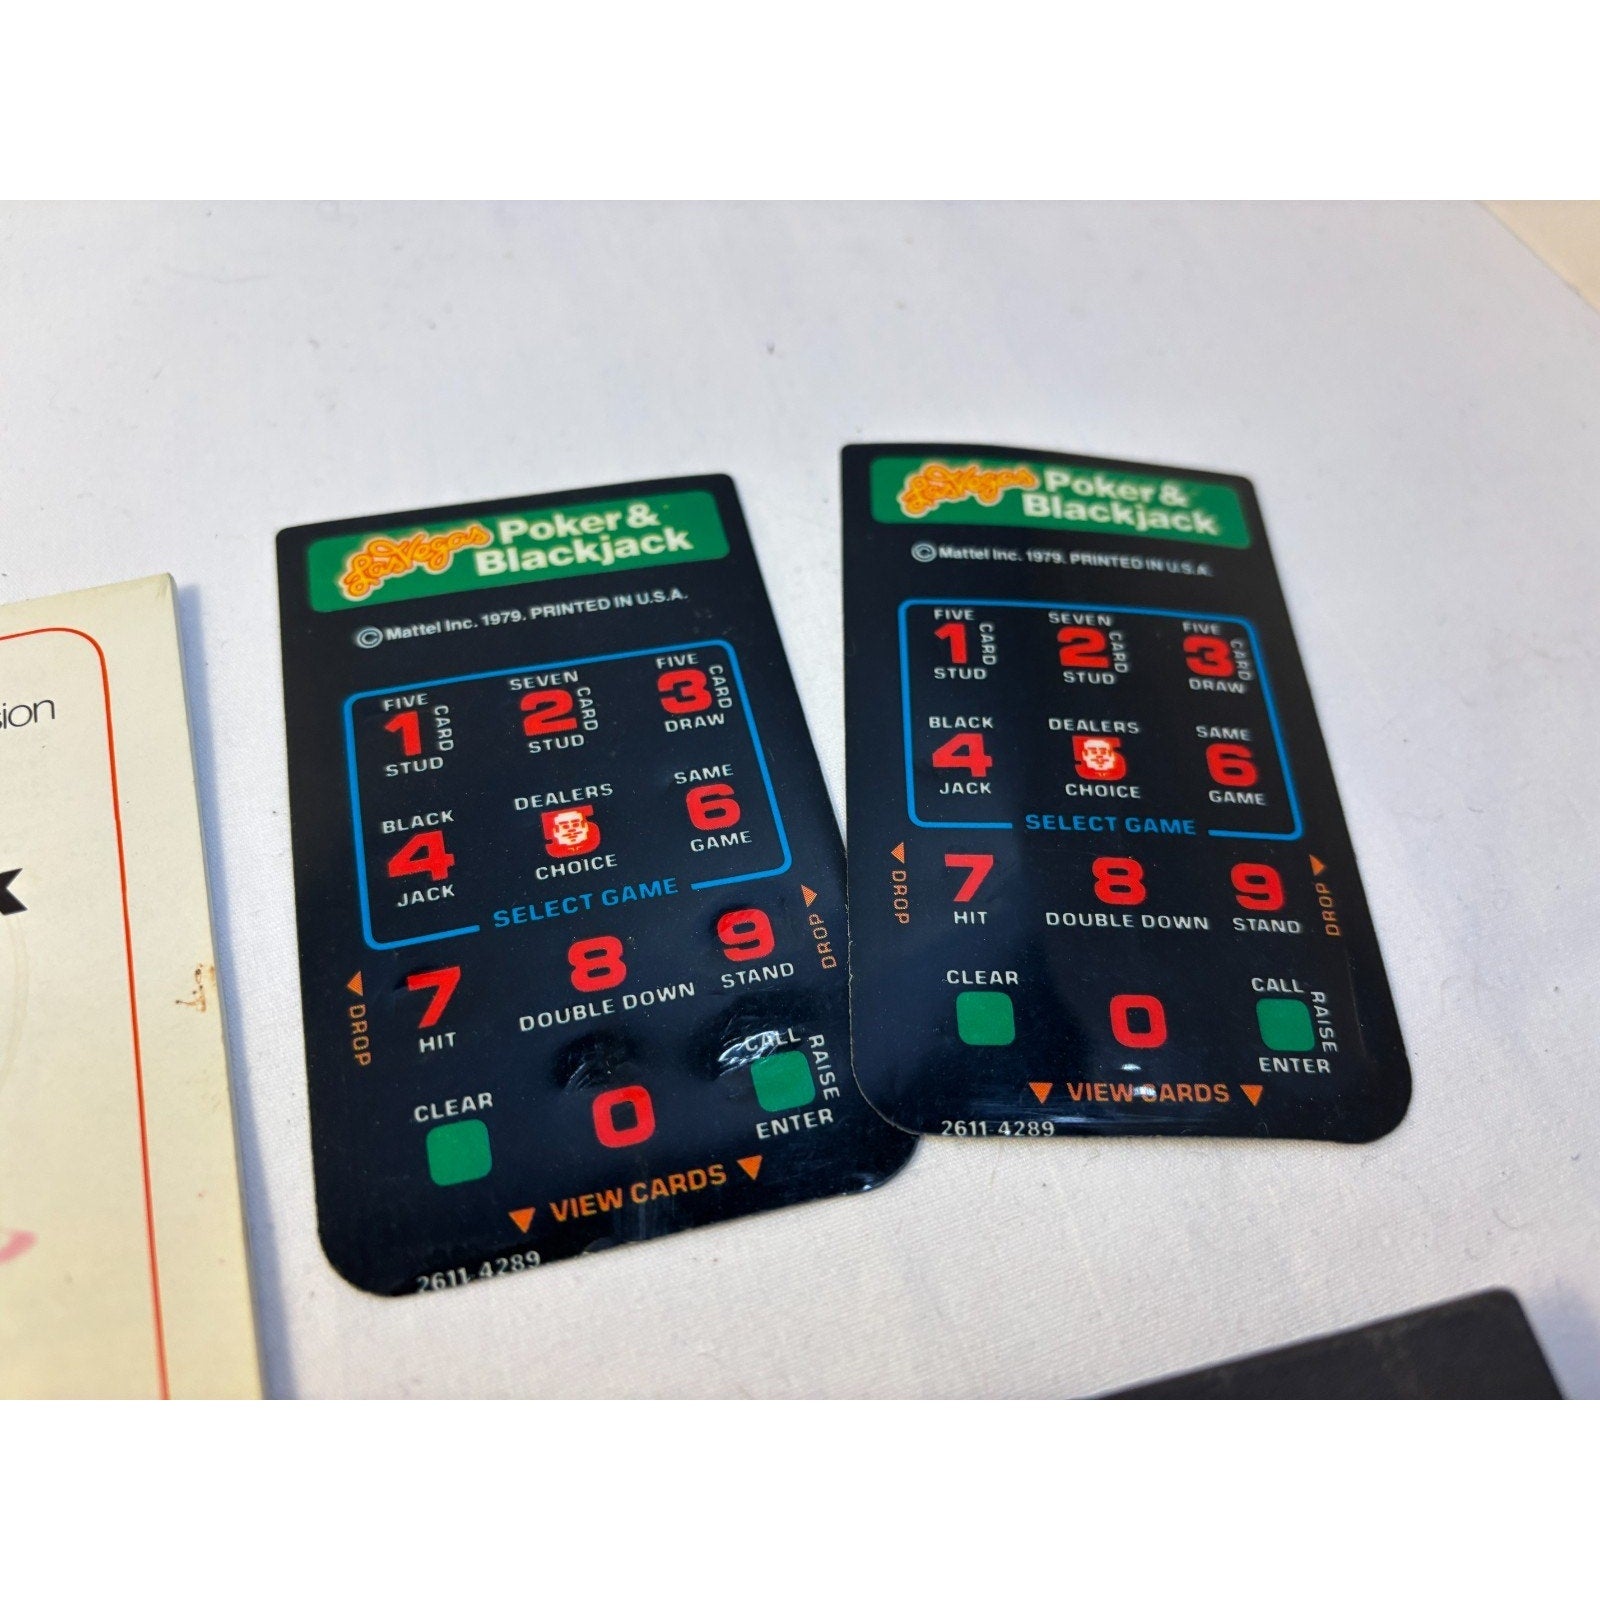 sion
Las Vegas Poker &
Blackjack
© Mattel Inc. 1979. PRINTED IN U.S.A.
FIVE SEVEN FIVE
1 CARD 2 CARD 3 CARD
STUD STUD DRAW
BLACK DEALERS SAME
4 5 6
JACK CHOICE GAME
SELECT GAME
7 8 9
HIT DOUBLE DOWN STAND
DROP DROP
CLEAR 0 CALL RAISE
ENTER
VIEW CARDS
2611-4289
Las Vegas Poker &
Blackjack
© Mattel Inc. 1979. PRINTED IN U.S.A.
FIVE SEVEN FIVE
1 CARD 2 CARD 3 CARD
STUD STUD DRAW
BLACK DEALERS SAME
4 5 6
JACK CHOICE GAME
SELECT GAME
7 8 9
HIT DOUBLE DOWN STAND
DROP DROP
CLEAR 0 CALL RAISE
ENTER
VIEW CARDS
2611-4289